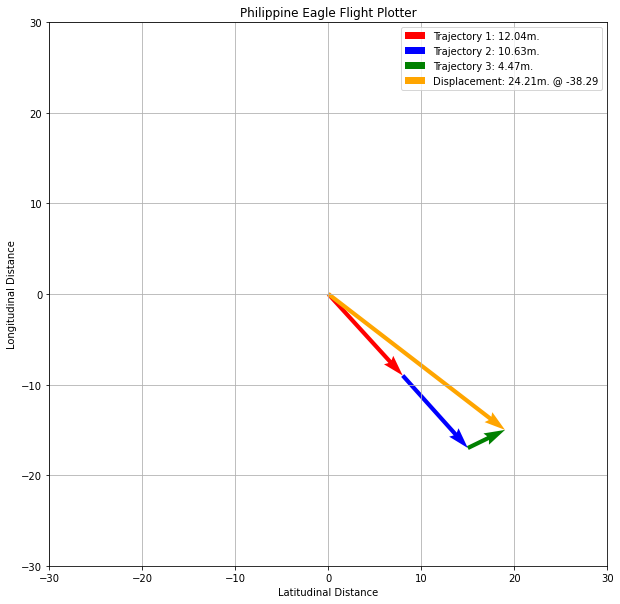 Philippine Eagle Flight Plotter
Trajectory 1: 12.04m.
Trajectory 2: 10.63m.
Trajectory 3: 4.47m.
Displacement: 24.21m. @ -38.29
30
20
10
0
−10
−20
−30
Longitudinal Distance
−30 −20 −10 0 10 20 30
Latitudinal Distance